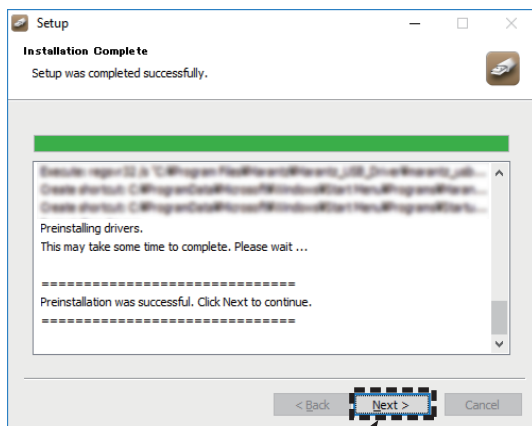 Setup
Installation Complete
Setup was completed successfully.
Preinstalling drivers.
This may take some time to complete. Please wait ...
==============================
Preinstallation was successful. Click Next to continue.
==============================
< Back
Next >
Cancel